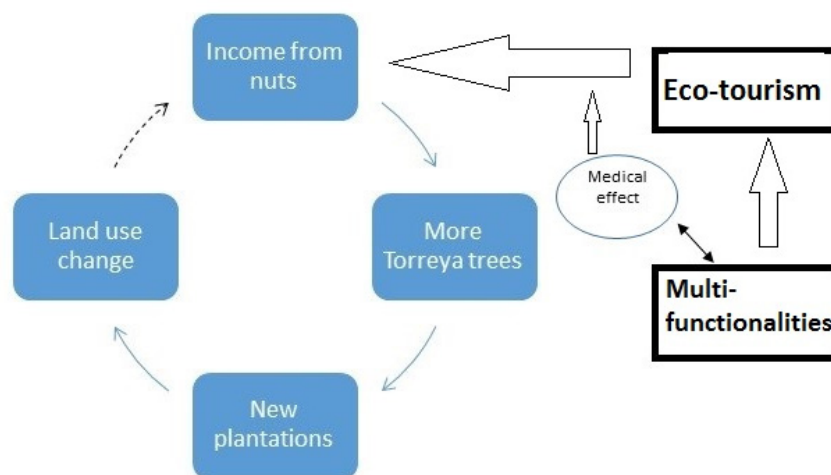 Income from
nuts
Eco-tourism
Medical
effect
Land use
change
More
Torreya trees
Multi-
functionalities
New
plantations